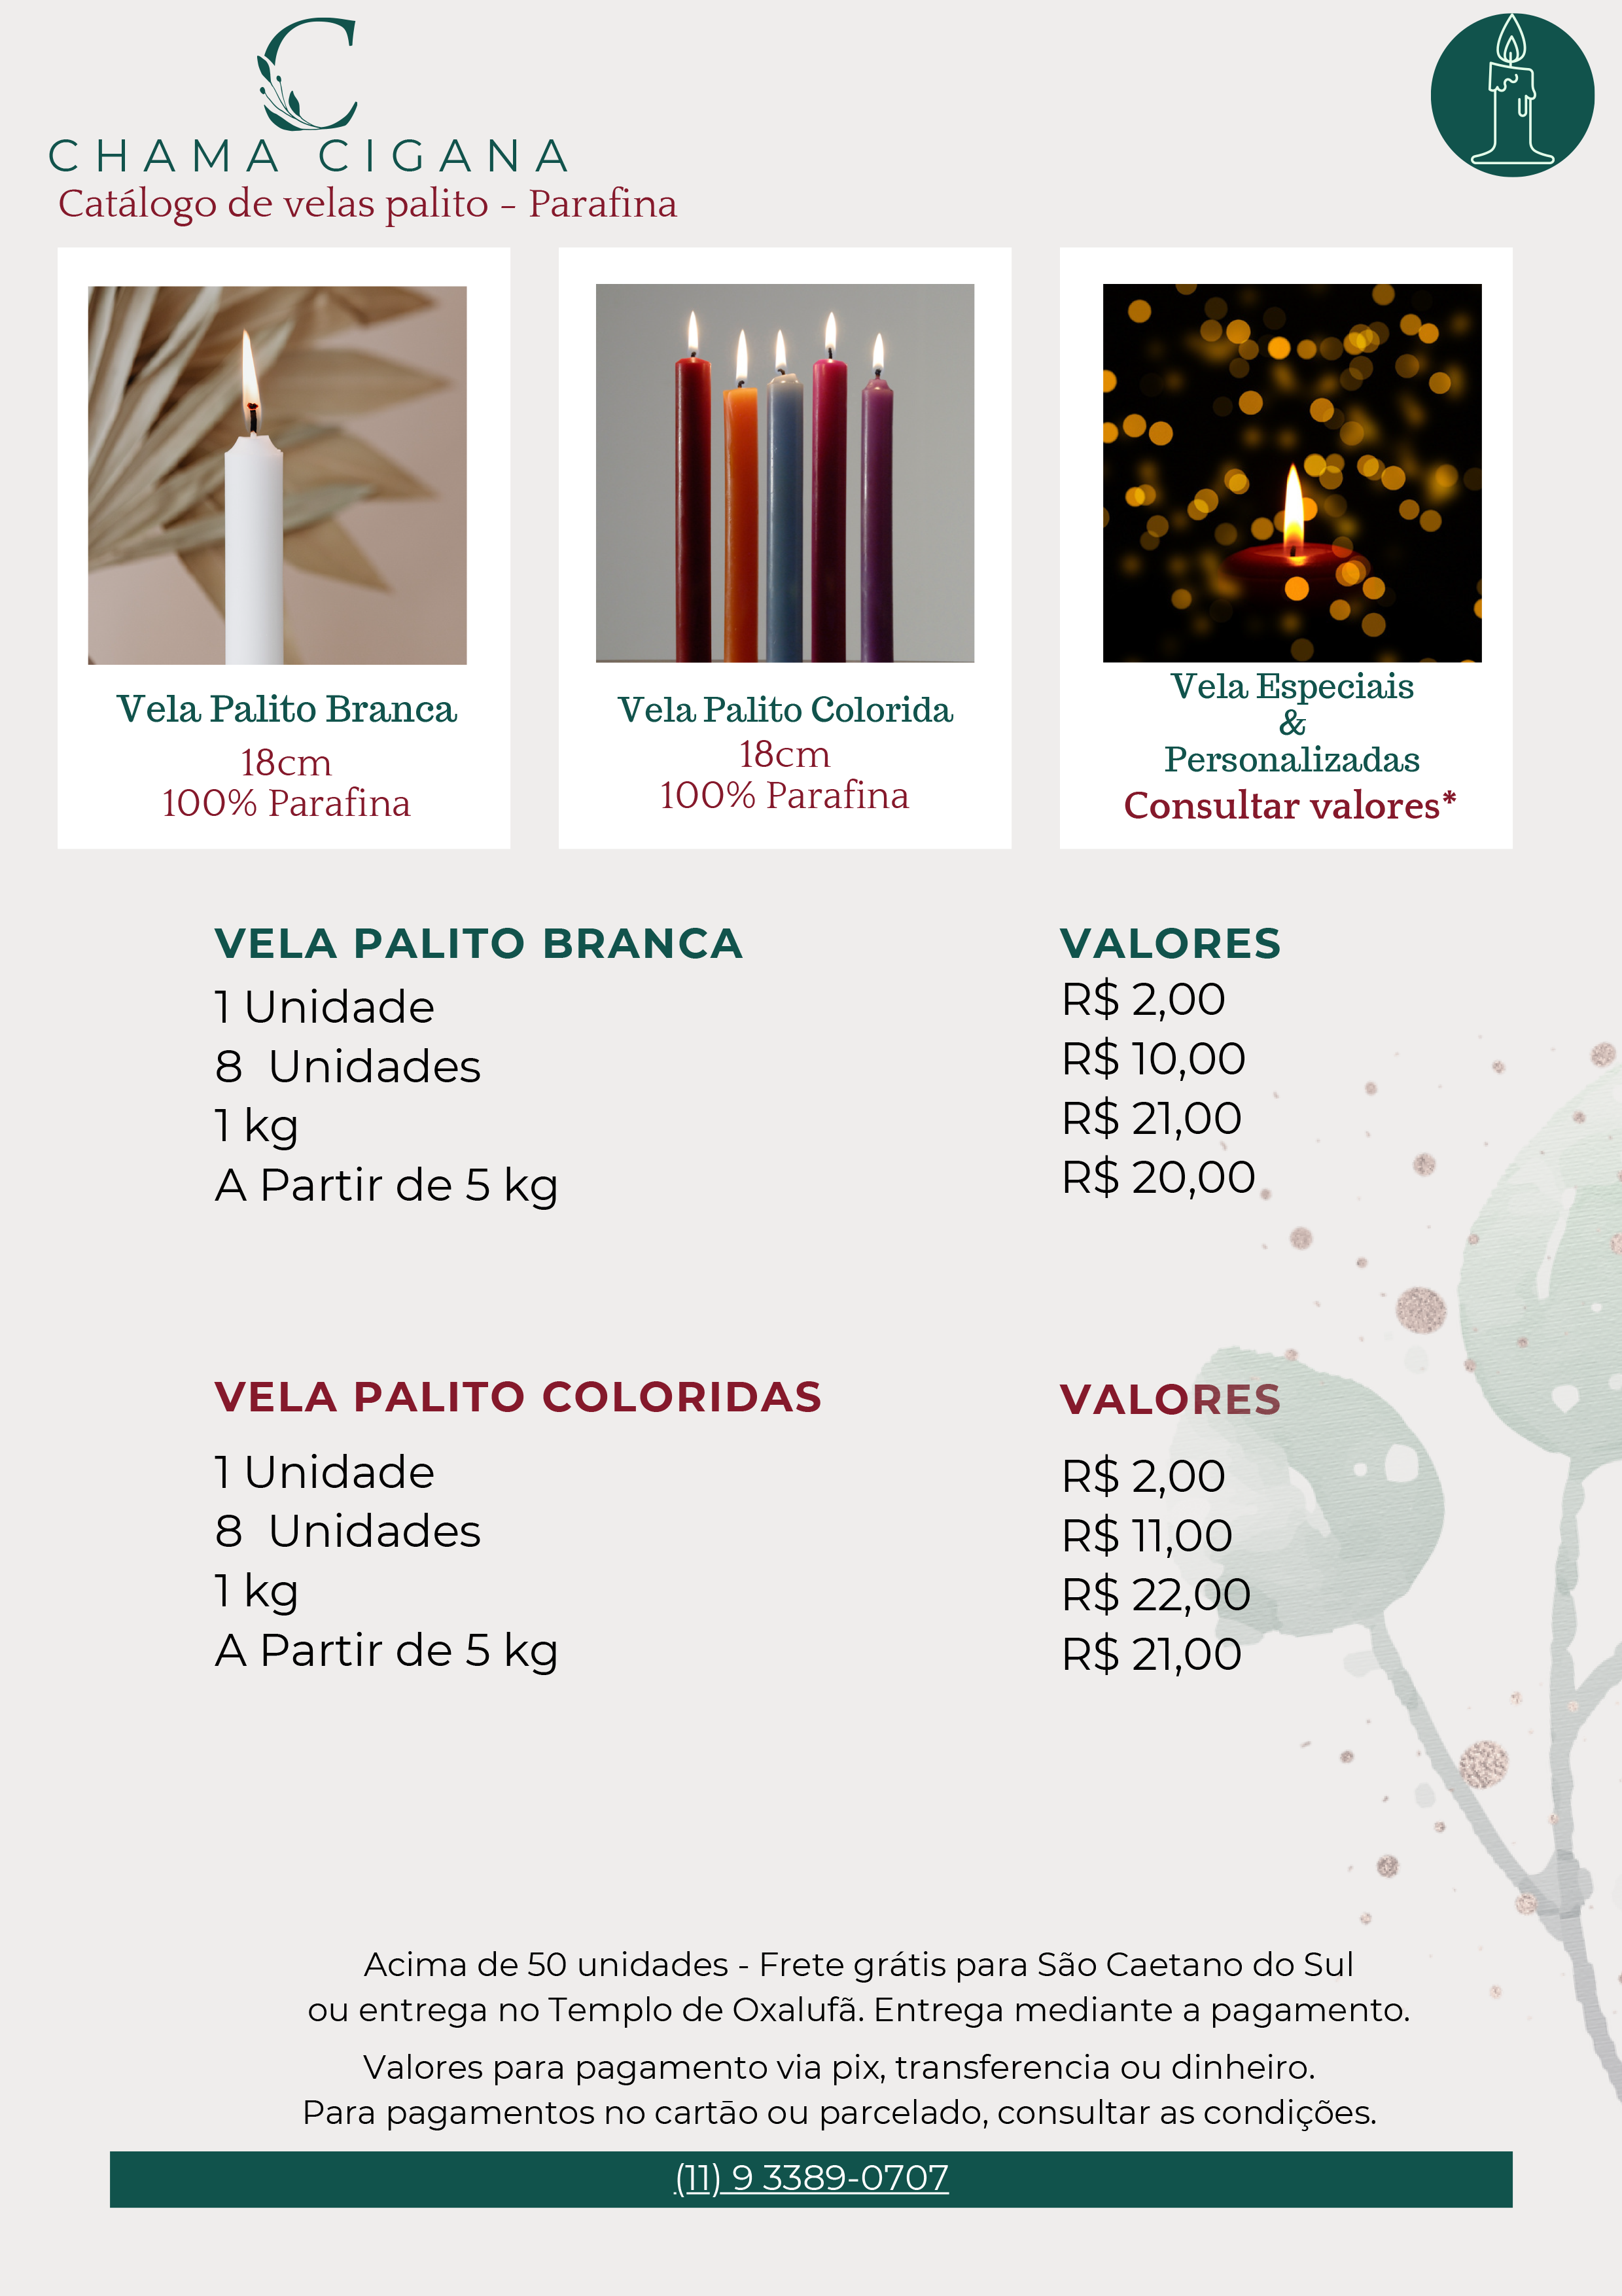 C
CHAMA CIGANA
Catálogo de velas palito - Parafina
Vela Palito Branca
18cm
100% Parafina
Vela Palito Colorida
18cm
100% Parafina
Vela Especiais
&
Personalizadas
Consultar valores*
VELA PALITO BRANCA VALORES
1 Unidade R$ 2,00
8 Unidades R$ 10,00
1 kg R$ 21,00
A Partir de 5 kg R$ 20,00
VELA PALITO COLORIDAS VALORES
1 Unidade R$ 2,00
8 Unidades R$ 11,00
1 kg R$ 22,00
A Partir de 5 kg R$ 21,00
Acima de 50 unidades - Frete grátis para São Caetano do Sul
ou entrega no Templo de Oxalufã. Entrega mediante a pagamento.
Valores para pagamento via pix, transferencia ou dinheiro.
Para pagamentos no cartão ou parcelado, consultar as condições.
(11) 9 3389-0707